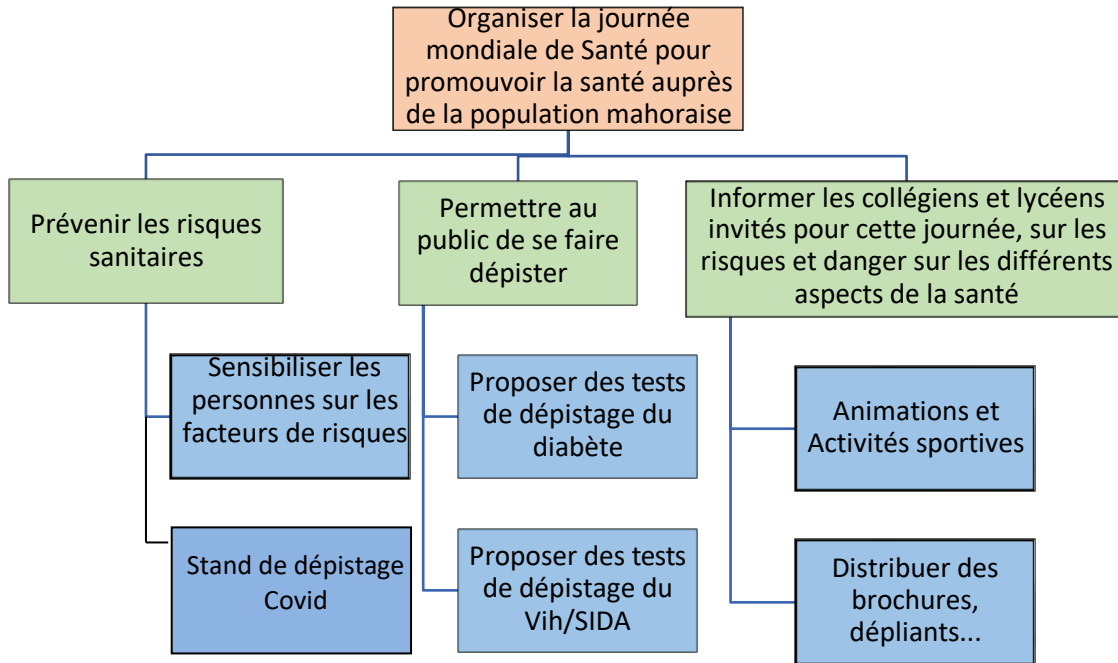 Organiser la journée
mondiale de Santé pour
promouvoir la santé auprès
de la population mahoraise
Prévenir les risques
sanitaires
Permettre au
public de se faire
dépister
Informer les collégiens et lycéens
invités pour cette journée, sur les
risques et danger sur les différents
aspects de la santé
Sensibiliser les
personnes sur les
facteurs de risques
Proposer des tests
de dépistage du
diabète
Animations et
Activités sportives
Stand de dépistage
Covid
Proposer des tests
de dépistage du
Vih/SIDA
Distribuer des
brochures,
dépliants...